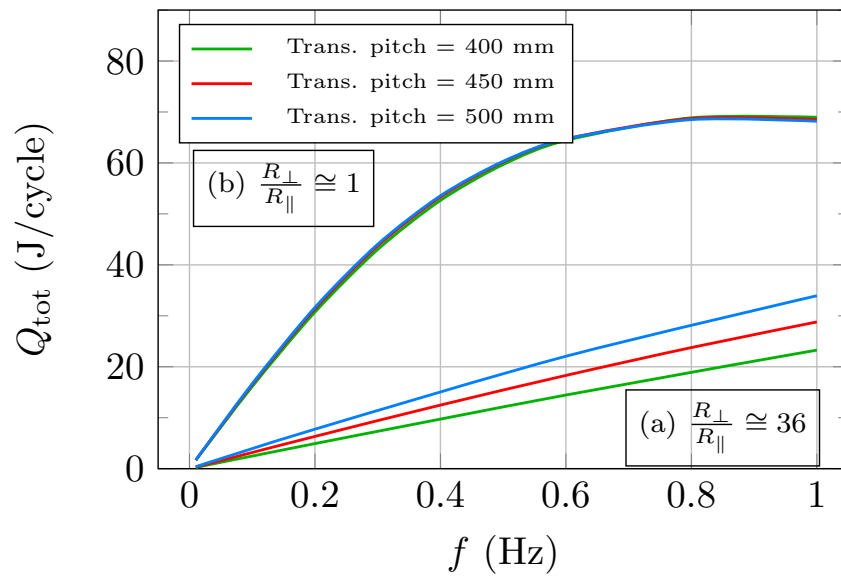 Trans. pitch = 400 mm
Trans. pitch = 450 mm
Trans. pitch = 500 mm
(b) R⊥/R∥ ≅ 1
(a) R⊥/R∥ ≅ 36
Q_tot (J/cycle)
80
60
40
20
0
0 0.2 0.4 0.6 0.8 1
f (Hz)